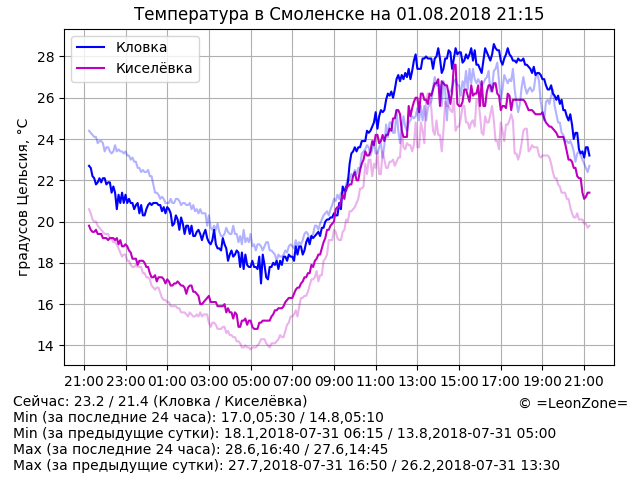 Температура в Смоленске на 01.08.2018 21:15
Кловка
Киселёвка
градусов Цельсия, °C
28
26
24
22
20
18
16
14
21:00 23:00 01:00 03:00 05:00 07:00 09:00 11:00 13:00 15:00 17:00 19:00 21:00
Сейчас: 23.2 / 21.4 (Кловка / Киселёвка)
© =LeonZone=
Min (за последние 24 часа): 17.0,05:30 / 14.8,05:10
Min (за предыдущие сутки): 18.1,2018-07-31 06:15 / 13.8,2018-07-31 05:00
Max (за последние 24 часа): 28.6,16:40 / 27.6,14:45
Max (за предыдущие сутки): 27.7,2018-07-31 16:50 / 26.2,2018-07-31 13:30